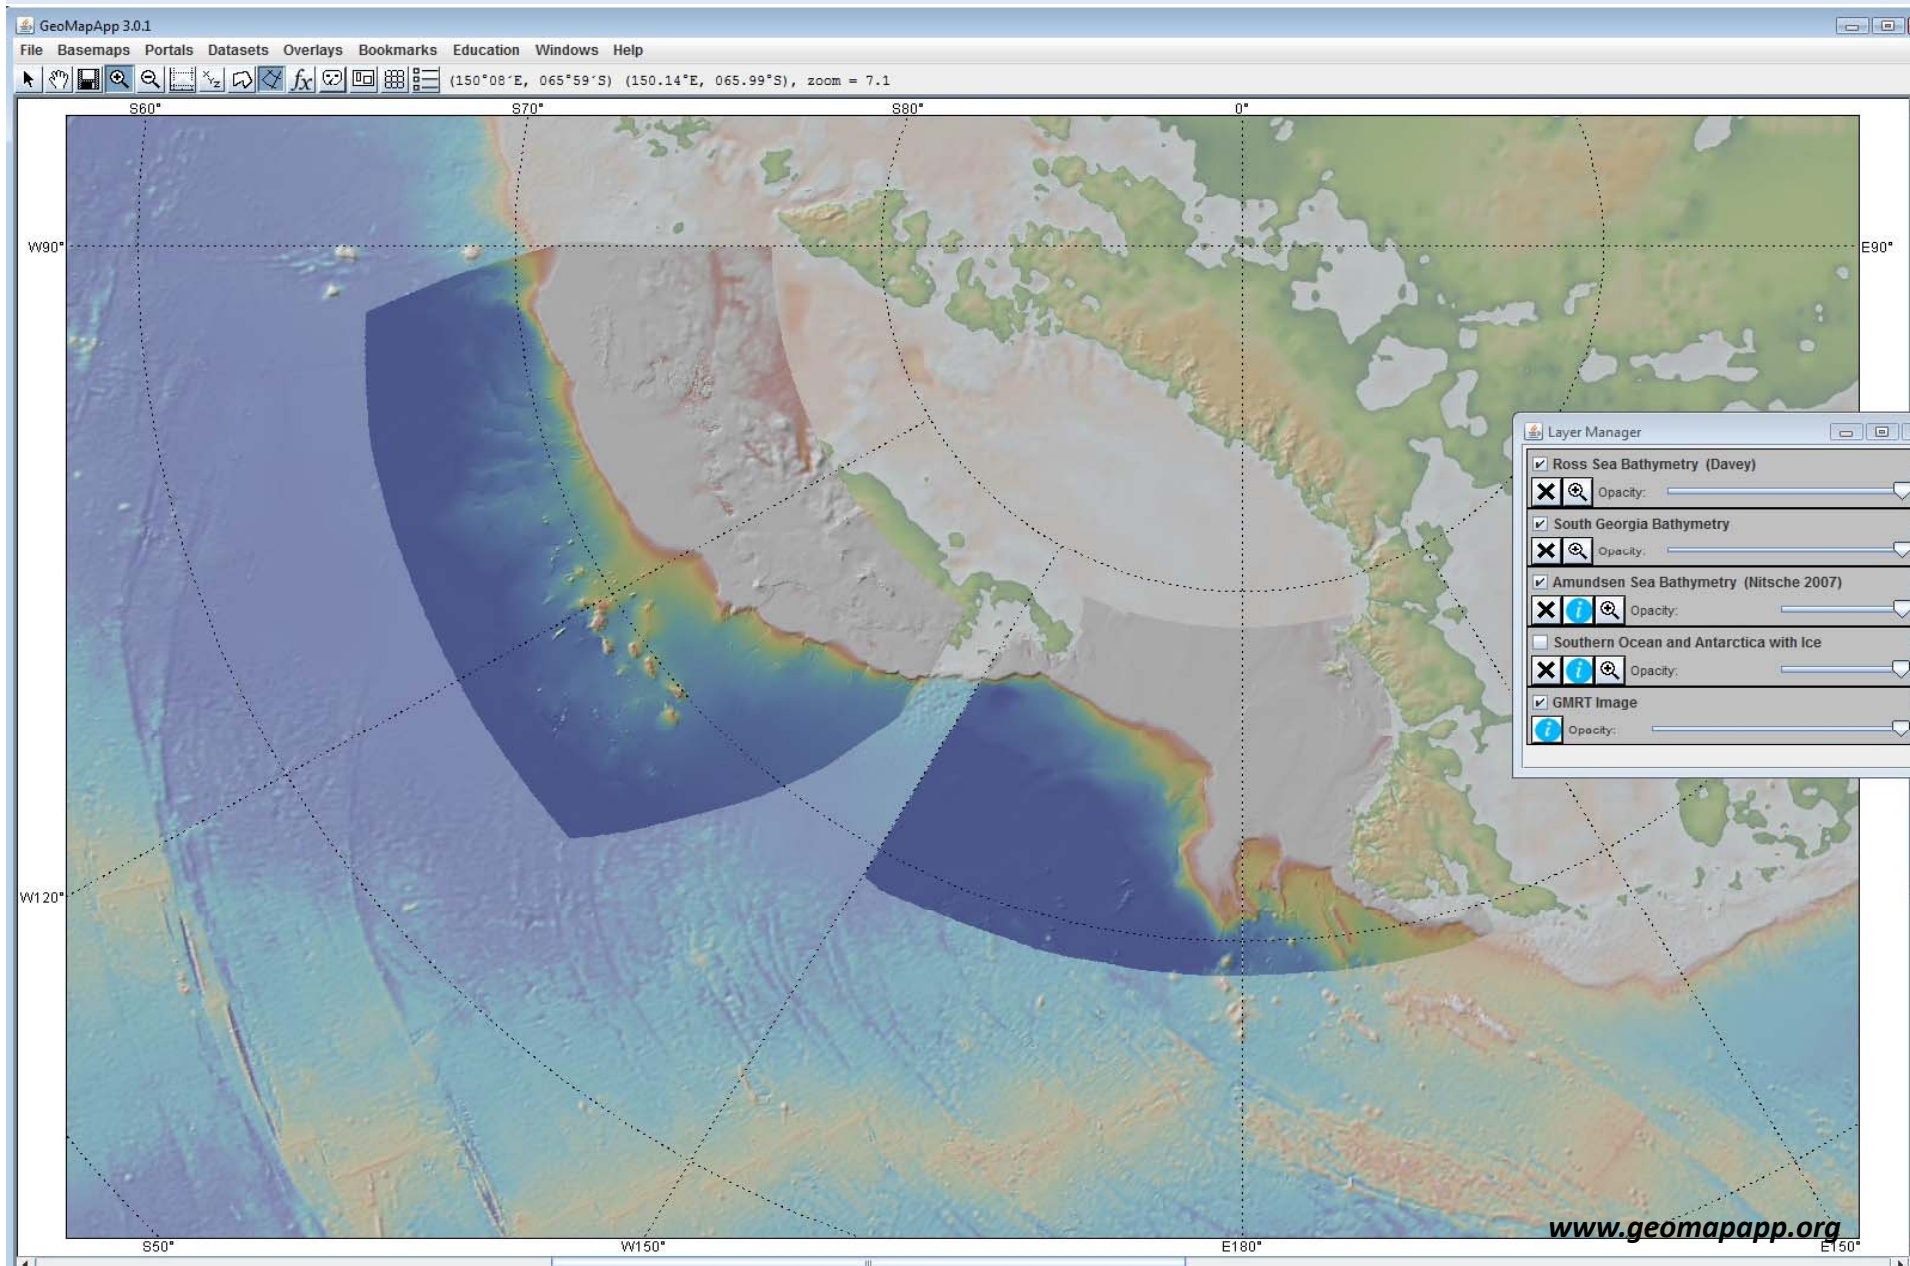 GeoMapApp 3.0.1
File Basemaps Portals Datasets Overlays Bookmarks Education Windows Help
(150°08´E, 065°59´S) (150.14°E, 065.99°S), zoom = 7.1
S60° S70° S80° 0°
W90° E90°
Layer Manager
Ross Sea Bathymetry (Davey)
Opacity:
South Georgia Bathymetry
Opacity:
Amundsen Sea Bathymetry (Nitsche 2007)
Opacity:
Southern Ocean and Antarctica with Ice
Opacity:
GMRT Image
Opacity:
W120°
www.geomapapp.org
S50° W150° E180° E150°